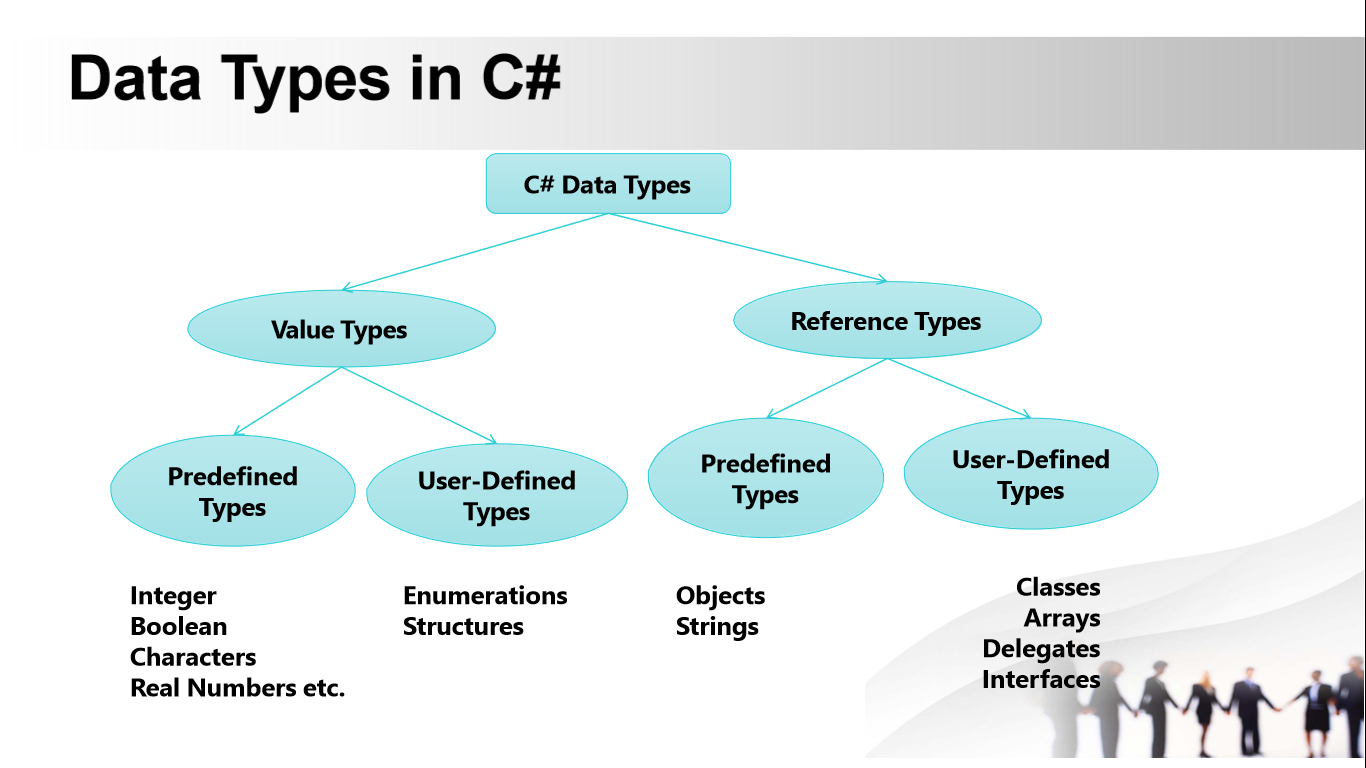 Data Types in C#
C# Data Types
Value Types
Reference Types
Predefined
Types
User-Defined
Types
Predefined
Types
User-Defined
Types
Integer
Boolean
Characters
Real Numbers etc.
Enumerations
Structures
Objects
Strings
Classes
Arrays
Delegates
Interfaces